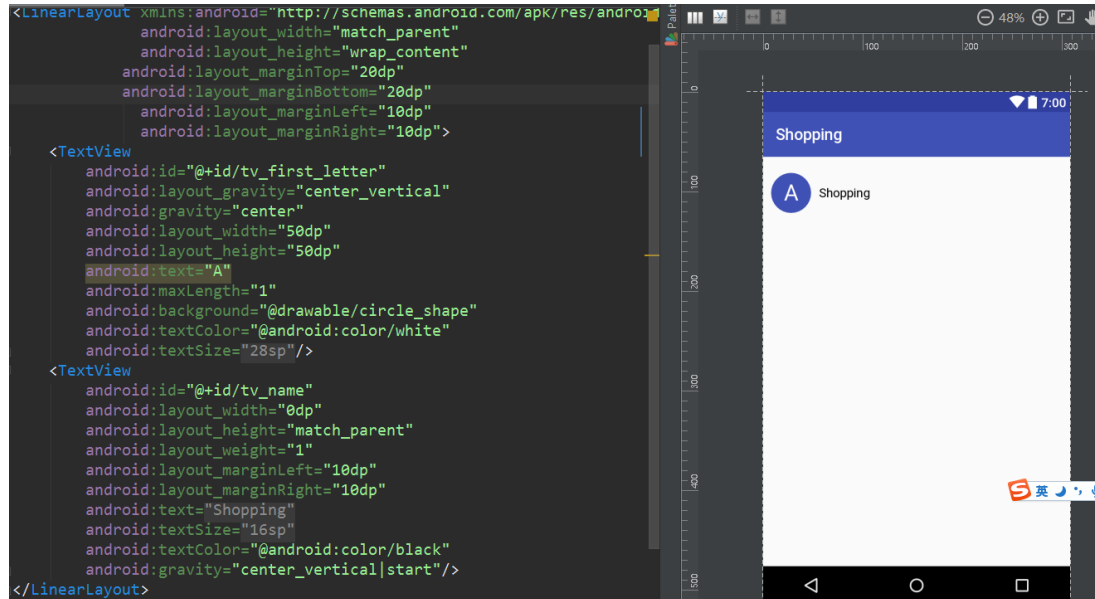 <LinearLayout xmlns:android="http://schemas.android.com/apk/res/androi
android:layout_width="match_parent"
android:layout_height="wrap_content"
android:layout_marginTop="20dp"
android:layout_marginBottom="20dp"
android:layout_marginLeft="10dp"
android:layout_marginRight="10dp">
<TextView
android:id="@+id/tv_first_letter"
android:layout_gravity="center_vertical"
android:gravity="center"
android:layout_width="50dp"
android:layout_height="50dp"
android:text="A"
android:maxLength="1"
android:background="@drawable/circle_shape"
android:textColor="@android:color/white"
android:textSize="28sp"/>
<TextView
android:id="@+id/tv_name"
android:layout_width="0dp"
android:layout_height="match_parent"
android:layout_weight="1"
android:layout_marginLeft="10dp"
android:layout_marginRight="10dp"
android:text="Shopping"
android:textSize="16sp"
android:textColor="@android:color/black"
android:gravity="center_vertical|start"/>
</LinearLayout>
Palet
48%
0 100 200 300
0
100
200
300
400
500
7:00
Shopping
A Shopping
S 英